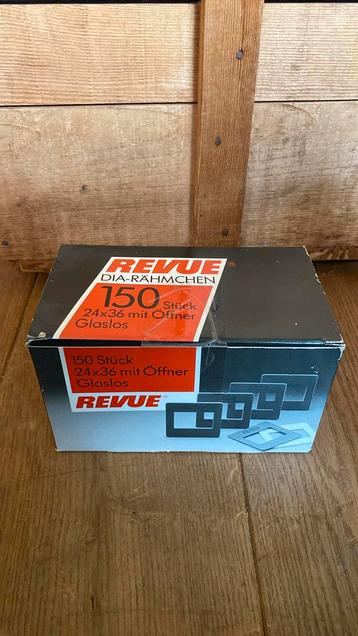 REVUE®
DIA-RÄHMCHEN
150 Stück
24x36 mit Öffner
Glaslos
150 Stück
24x36 mit Öffner
Glaslos
REVUE